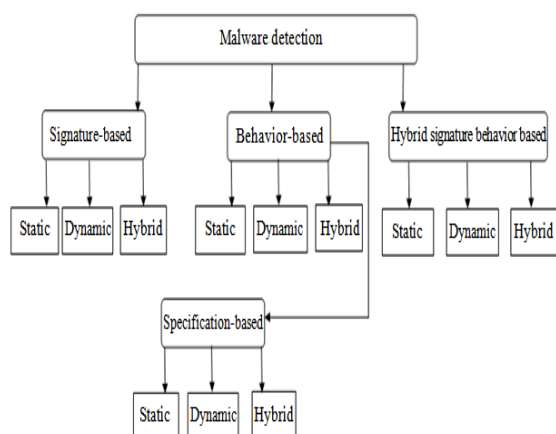 Malware detection
Signature-based
Behavior-based
Hybrid signature behavior based
Static
Dynamic
Hybrid
Static
Dynamic
Hybrid
Static
Dynamic
Hybrid
Specification-based
Static
Dynamic
Hybrid